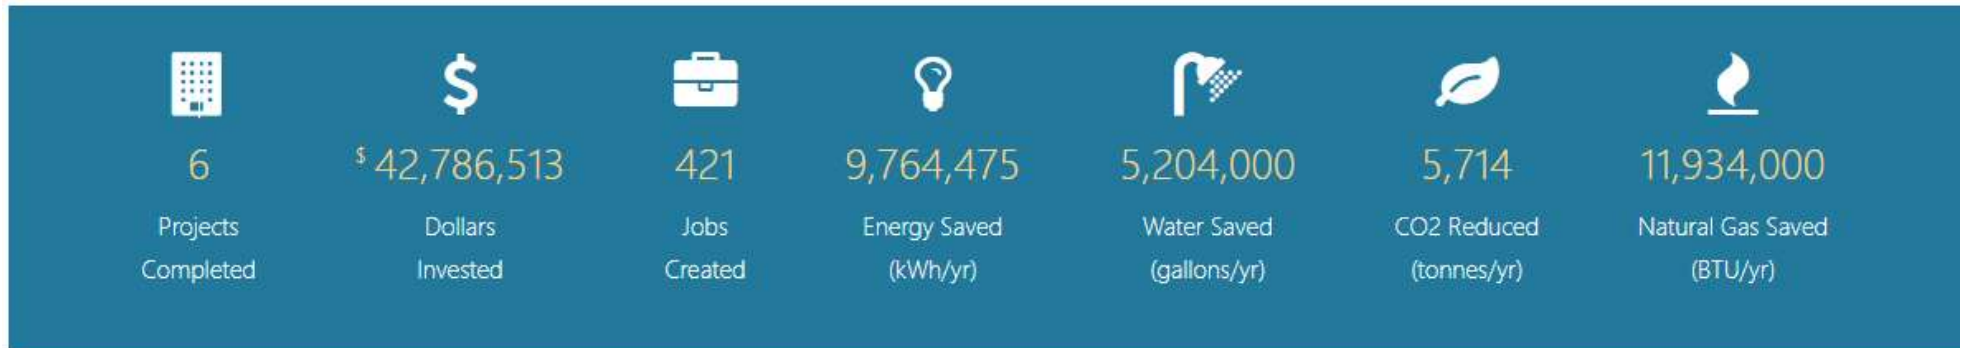 6
Projects
Completed
$ 42,786,513
Dollars
Invested
421
Jobs
Created
9,764,475
Energy Saved
(kWh/yr)
5,204,000
Water Saved
(gallons/yr)
5,714
CO2 Reduced
(tonnes/yr)
11,934,000
Natural Gas Saved
(BTU/yr)